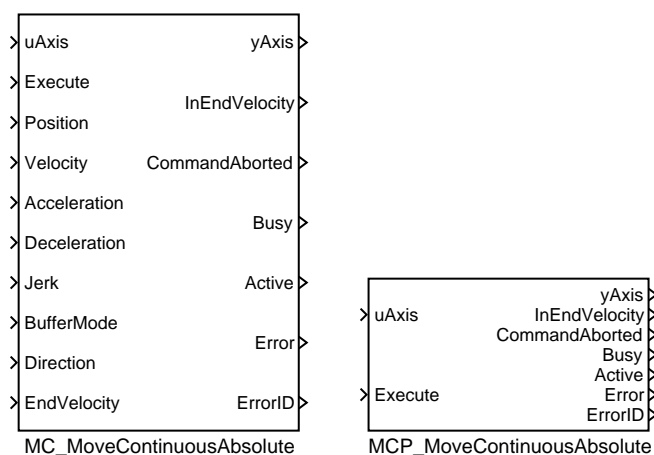 uAxis
Execute
Position
Velocity
Acceleration
Deceleration
Jerk
BufferMode
Direction
EndVelocity
yAxis
InEndVelocity
CommandAborted
Busy
Active
Error
ErrorID
MC_MoveContinuousAbsolute
uAxis
Execute
yAxis
InEndVelocity
CommandAborted
Busy
Active
Error
ErrorID
MCP_MoveContinuousAbsolute